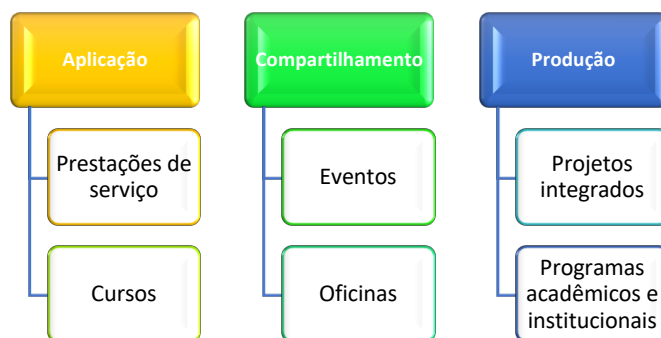 Aplicação
Prestações de
serviço
Cursos
Compartilhamento
Eventos
Oficinas
Produção
Projetos
integrados
Programas
acadêmicos e
institucionais